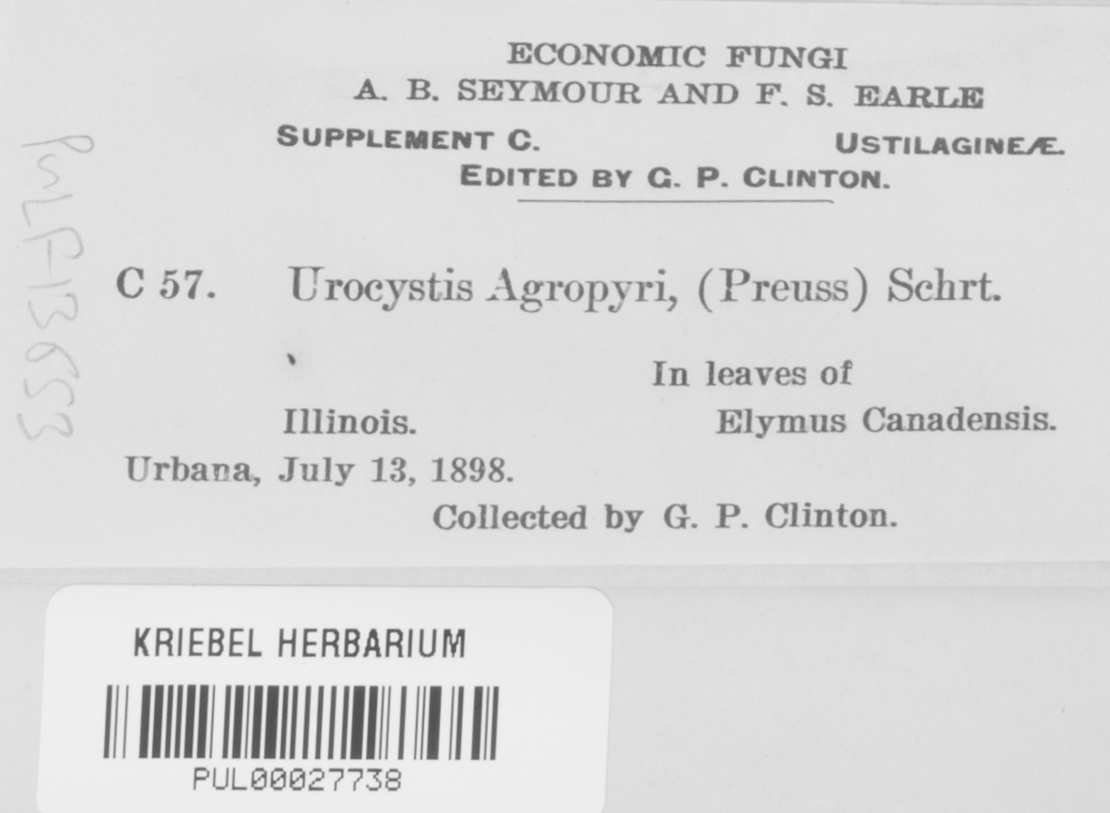 ECONOMIC FUNGI
A. B. SEYMOUR AND F. S. EARLE
SUPPLEMENT C. USTILAGINEÆ.
EDITED BY G. P. CLINTON.
C 57. Urocystis Agropyri, (Preuss) Schrt.
In leaves of
Illinois. Elymus Canadensis.
Urbana, July 13, 1898.
Collected by G. P. Clinton.
PULF-13653
KRIEBEL HERBARIUM
PUL00027738